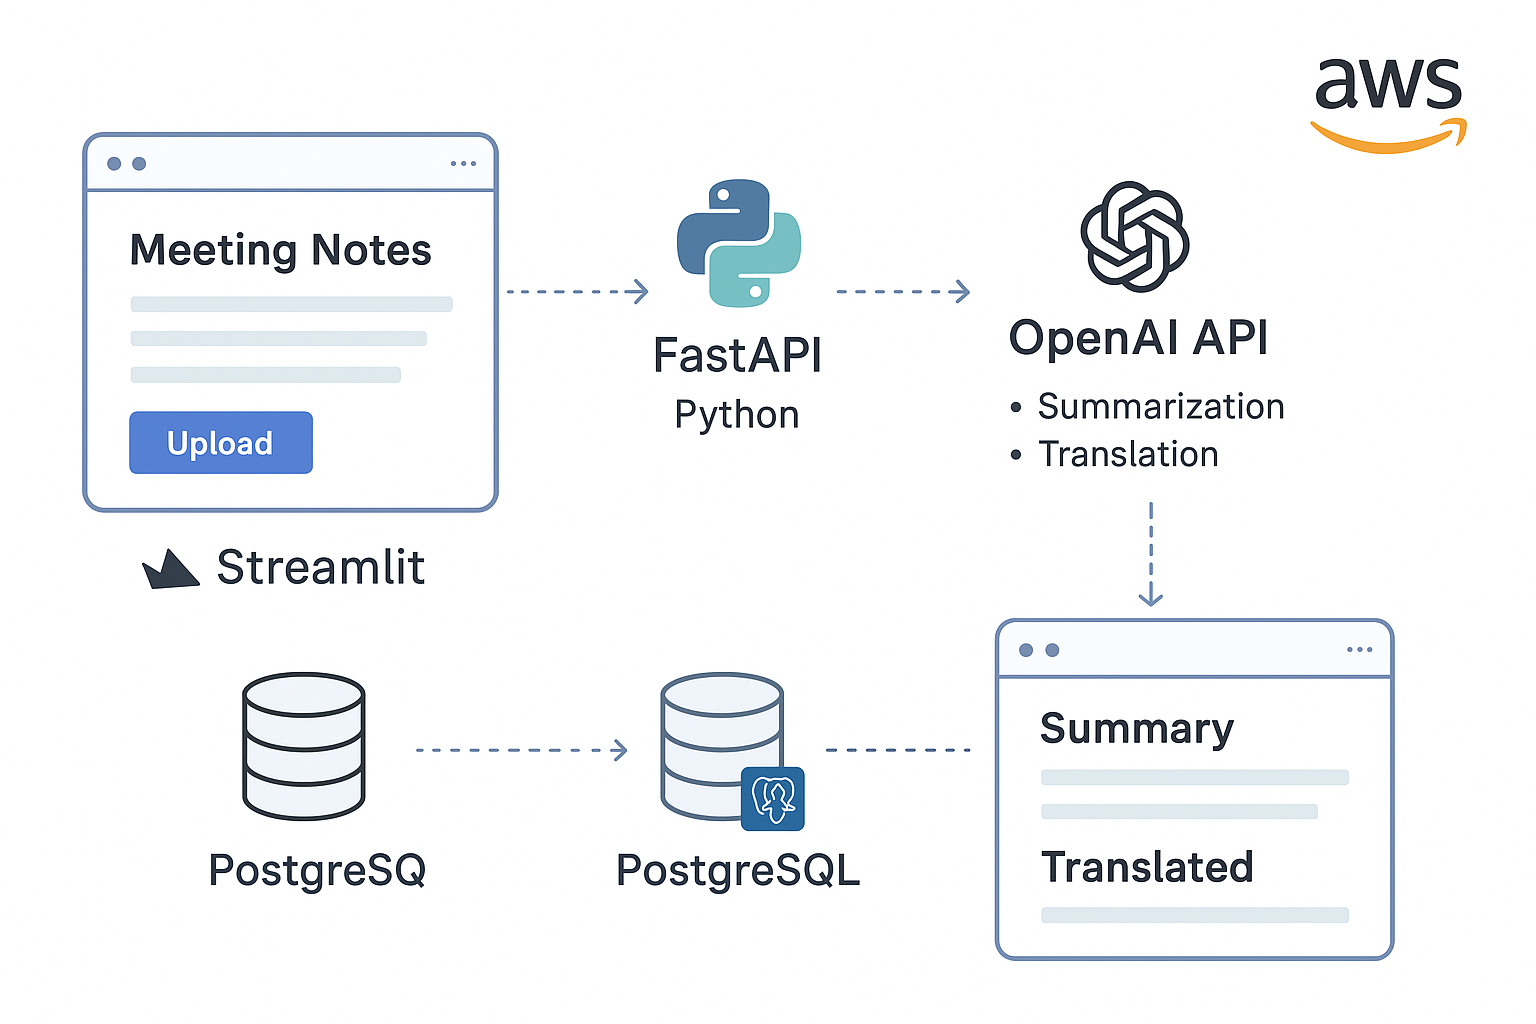 aws
Meeting Notes
Upload
Streamlit
FastAPI
Python
OpenAI API
• Summarization
• Translation
PostgreSQ
PostgreSQL
Summary
Translated